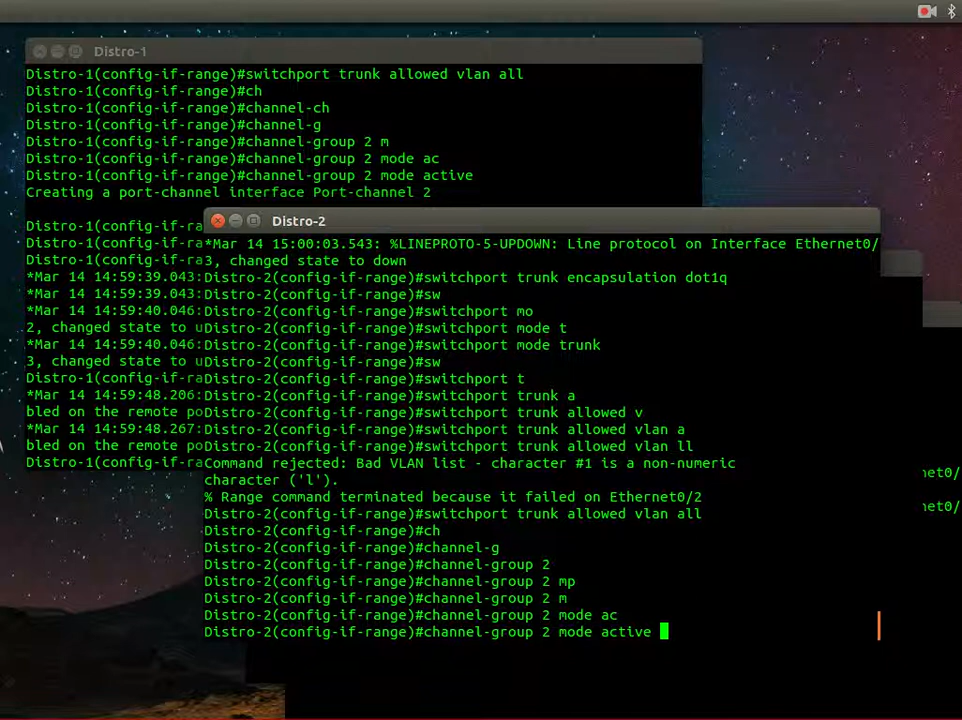 Distro-1
Distro-1(config-if-range)#switchport trunk allowed vlan all
Distro-1(config-if-range)#ch
Distro-1(config-if-range)#channel-ch
Distro-1(config-if-range)#channel-g
Distro-1(config-if-range)#channel-group 2 m
Distro-1(config-if-range)#channel-group 2 mode ac
Distro-1(config-if-range)#channel-group 2 mode active
Creating a port-channel interface Port-channel 2
Distro-1(config-if-ra
Distro-1(config-if-ra
Distro-1(config-if-ra
*Mar 14 14:59:39.043:
*Mar 14 14:59:39.043:
*Mar 14 14:59:40.046:
2, changed state to u
*Mar 14 14:59:40.046:
3, changed state to u
Distro-1(config-if-ra
*Mar 14 14:59:48.206:
bled on the remote po
*Mar 14 14:59:48.267:
bled on the remote po
Distro-1(config-if-ra
Distro-2
*Mar 14 15:00:03.543: %LINEPROTO-5-UPDOWN: Line protocol on Interface Ethernet0/
3, changed state to down
Distro-2(config-if-range)#switchport trunk encapsulation dot1q
Distro-2(config-if-range)#sw
Distro-2(config-if-range)#switchport mo
Distro-2(config-if-range)#switchport mode t
Distro-2(config-if-range)#switchport mode trunk
Distro-2(config-if-range)#sw
Distro-2(config-if-range)#switchport t
Distro-2(config-if-range)#switchport trunk a
Distro-2(config-if-range)#switchport trunk allowed v
Distro-2(config-if-range)#switchport trunk allowed vlan a
Distro-2(config-if-range)#switchport trunk allowed vlan ll
Command rejected: Bad VLAN list - character #1 is a non-numeric
character ('l').
% Range command terminated because it failed on Ethernet0/2
Distro-2(config-if-range)#switchport trunk allowed vlan all
Distro-2(config-if-range)#ch
Distro-2(config-if-range)#channel-g
Distro-2(config-if-range)#channel-group 2
Distro-2(config-if-range)#channel-group 2 mp
Distro-2(config-if-range)#channel-group 2 m
Distro-2(config-if-range)#channel-group 2 mode ac
Distro-2(config-if-range)#channel-group 2 mode active
net0/
net0/